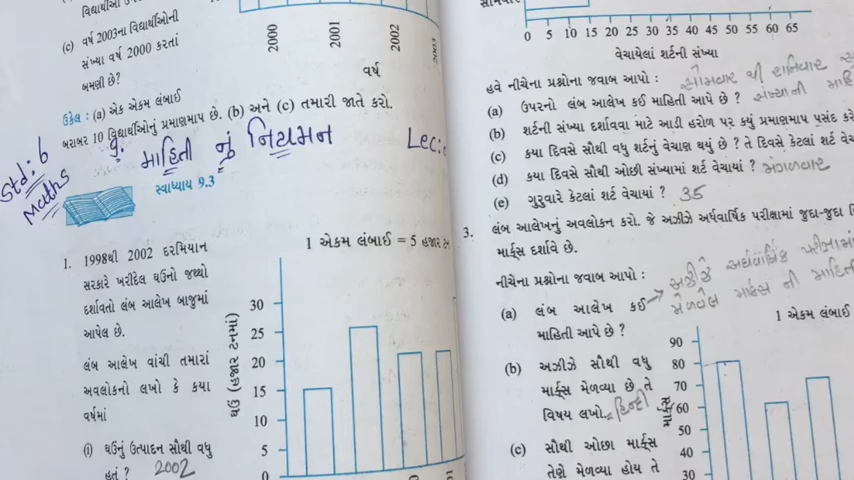 વિદ્યાર્થીઓ
(c) વર્ષ 2003ના વિદ્યાર્થીઓની
સંખ્યા વર્ષ 2000 કરતાં
બમણી છે?
2000
2001
2002
2003
વર્ષ
ઉકેલ : (a) એક એકમ લંબાઈ
બરાબર 10 વિદ્યાર્થીઓનું પ્રમાણમાપ છે. (b) અને (c) તમારી જાતે કરો.
Std: 6
Maths
9. માહિતી નું નિયમન
સ્વાધ્યાય 9.3
1 એકમ લંબાઈ = 5 હજાર ટન
1. 1998થી 2002 દરમિયાન
સરકારે ખરીદેલ ઘઉંનો જથ્થો
દર્શાવતો લંબ આલેખ બાજુમાં
આપેલ છે.
લંબ આલેખ વાંચી તમારાં
અવલોકનો લખો કે કયા
વર્ષમાં
(i) ઘઉંનું ઉત્પાદન સૌથી વધુ
હતું ? 2002
ઘઉં (હજાર ટનમાં)
30
25
20
15
10
5
0
સોમવાર
0 5 10 15 20 25 30 35 40 45 50 55 60 65
વેચાયેલાં શર્ટની સંખ્યા
હવે નીચેના પ્રશ્નોના જવાબ આપો : સોમવાર થી શનિવાર
(a) ઉપરનો લંબ આલેખ કઈ માહિતી આપે છે ? સંખ્યાની
(b) શર્ટની સંખ્યા દર્શાવવા માટે આડી હરોળ પર કયું પ્રમાણમાપ પસંદ કરે
(c) કયા દિવસે સૌથી વધુ શર્ટનું વેચાણ થયું છે ? તે દિવસે કેટલાં શર્ટ
(d) કયા દિવસે સૌથી ઓછી સંખ્યામાં શર્ટ વેચાયાં ? મંગળવાર
(e) ગુરુવારે કેટલાં શર્ટ વેચાયાં ? 35
3. લંબ આલેખનું અવલોકન કરો. જે અઝીઝે અર્ધવાર્ષિક પરીક્ષામાં જુદા-જુદા
માર્ક્સ દર્શાવે છે.
નીચેના પ્રશ્નોના જવાબ આપો : અઝીઝે અર્ધવાર્ષિક પરીક્ષામાં
(a) લંબ આલેખ કઈ મેળવેલ માર્ક્સ ની માહિતી
માહિતી આપે છે ?
1 એકમ લંબાઈ
(b) અઝીઝે સૌથી વધુ
માર્ક્સ મેળવ્યા છે તે
વિષય લખો. હિન્દી
(c) સૌથી ઓછા માર્ક્સ
તેણે મેળવ્યા હોય તે
માર્ક્સ
90
80
70
60
50
40
30